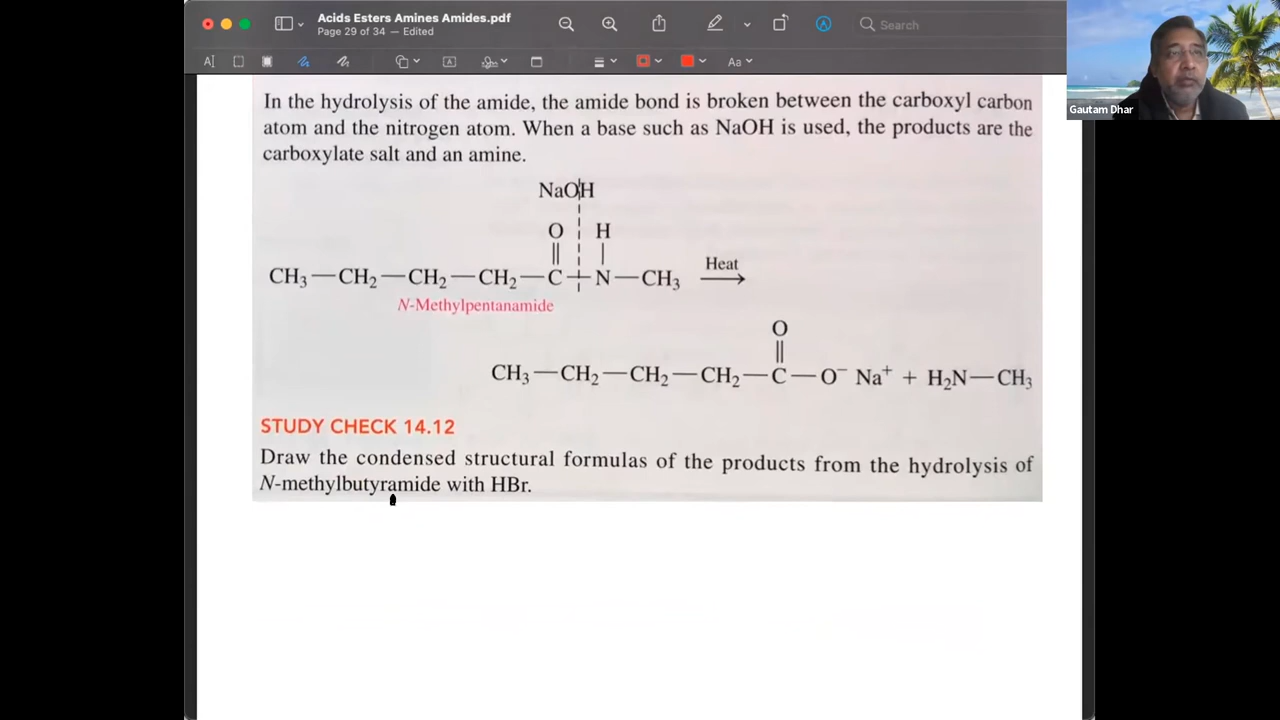 Acids Esters Amines Amides.pdf
Page 29 of 34 — Edited
Search
Gautam Dhar
Aa
In the hydrolysis of the amide, the amide bond is broken between the carboxyl carbon
atom and the nitrogen atom. When a base such as NaOH is used, the products are the
carboxylate salt and an amine.
NaOH
O H
CH₃—CH₂—CH₂—CH₂—C—N—CH₃ Heat →
N-Methylpentanamide
O
CH₃—CH₂—CH₂—CH₂—C—O⁻ Na⁺ + H₂N—CH₃
STUDY CHECK 14.12
Draw the condensed structural formulas of the products from the hydrolysis of
N-methylbutyramide with HBr.